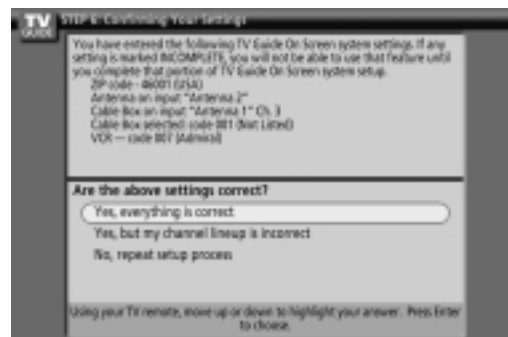 TV
GUIDE
STEP 6: Confirming Your Settings
You have entered the following TV Guide On Screen system settings. If any
setting is marked INCOMPLETE, you will not be able to use that feature until
you complete that portion of TV Guide On Screen system setup.
ZIP code - 46001 (USA)
Antenna on input "Antenna 2"
Cable Box on input "Antenna 1" Ch. 3
Cable Box selected: code 001 (Not Listed)
VCR — code 007 (Admiral)
Are the above settings correct?
Yes, everything is correct
Yes, but my channel lineup is incorrect
No, repeat setup process
Using your TV remote, move up or down to highlight your answer. Press Enter
to choose.